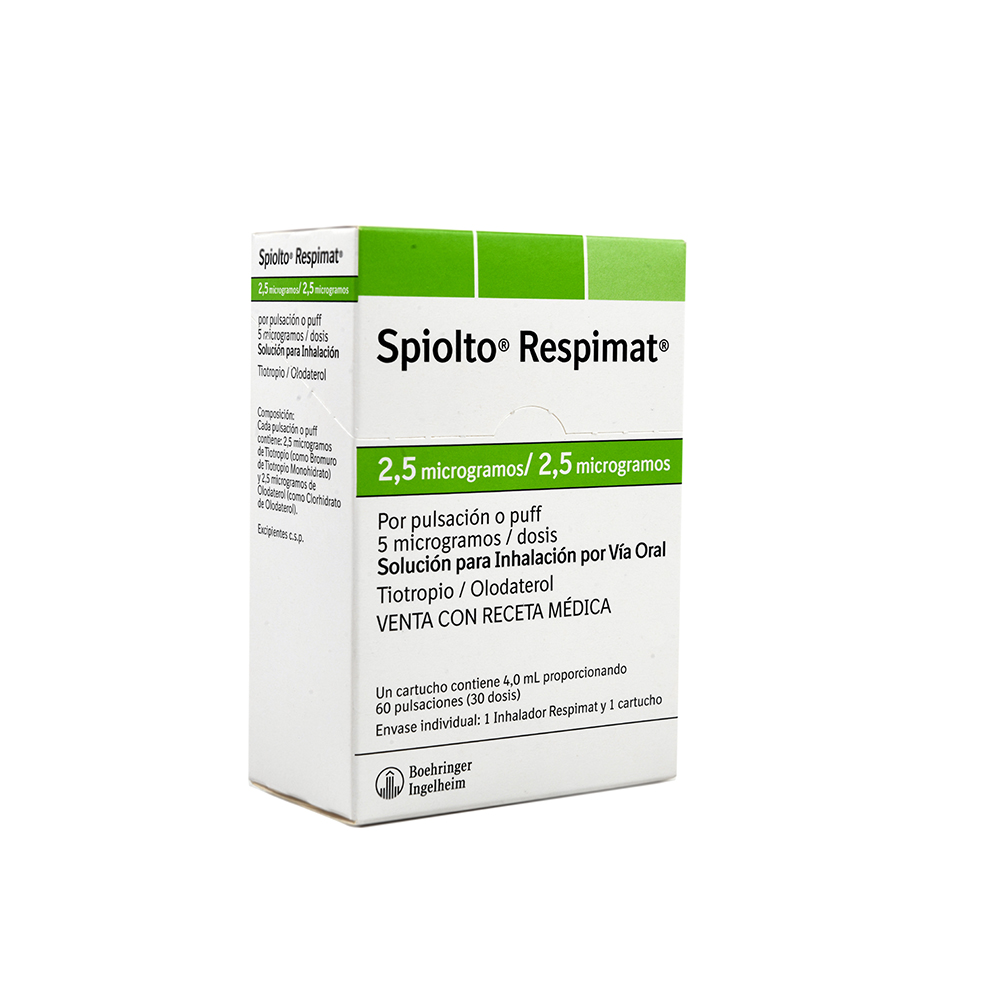 Spiolto® Respimat®
2,5 microgramos/ 2,5 microgramos
por pulsación o puff
5 microgramos / dosis
Solución para Inhalación
Tiotropio / Olodaterol
Composición:
Cada pulsación o puff
contiene: 2,5 microgramos
de Tiotropio (como Bromuro
de Tiotropio Monohidrato)
y 2,5 microgramos de
Olodaterol (como Clorhidrato
de Olodaterol).
Excipientes c.s.p.
Spiolto® Respimat®
2,5 microgramos/ 2,5 microgramos
Por pulsación o puff
5 microgramos / dosis
Solución para Inhalación por Vía Oral
Tiotropio / Olodaterol
VENTA CON RECETA MÉDICA
Un cartucho contiene 4,0 mL proporcionando
60 pulsaciones (30 dosis)
Envase individual: 1 Inhalador Respimat y 1 cartucho
Boehringer
Ingelheim